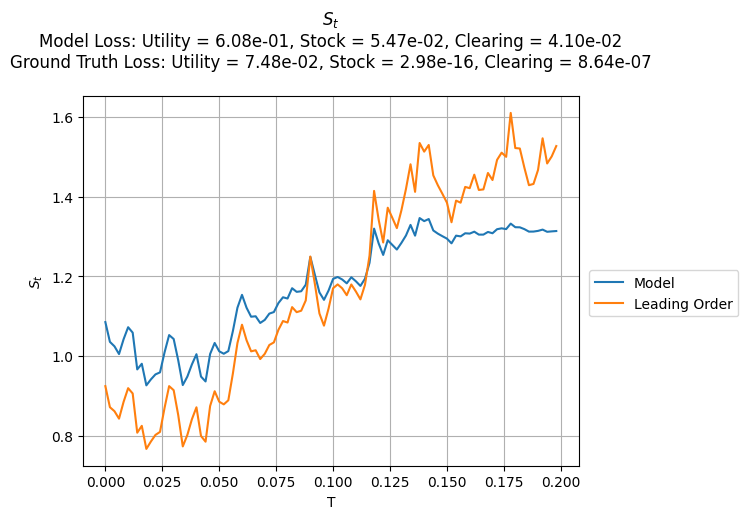 S_t
Model Loss: Utility = 6.08e-01, Stock = 5.47e-02, Clearing = 4.10e-02
Ground Truth Loss: Utility = 7.48e-02, Stock = 2.98e-16, Clearing = 8.64e-07
1.6
1.4
1.2
1.0
0.8
S_t
0.000 0.025 0.050 0.075 0.100 0.125 0.150 0.175 0.200
T
Model
Leading Order